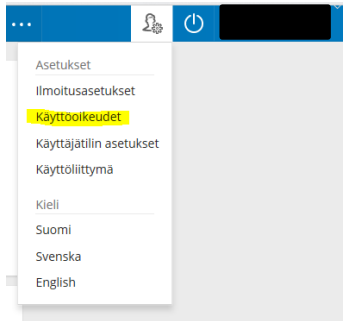 Asetukset
Ilmoitusasetukset
Käyttöoikeudet
Käyttäjätilin asetukset
Käyttöliittymä
Kieli
Suomi
Svenska
English